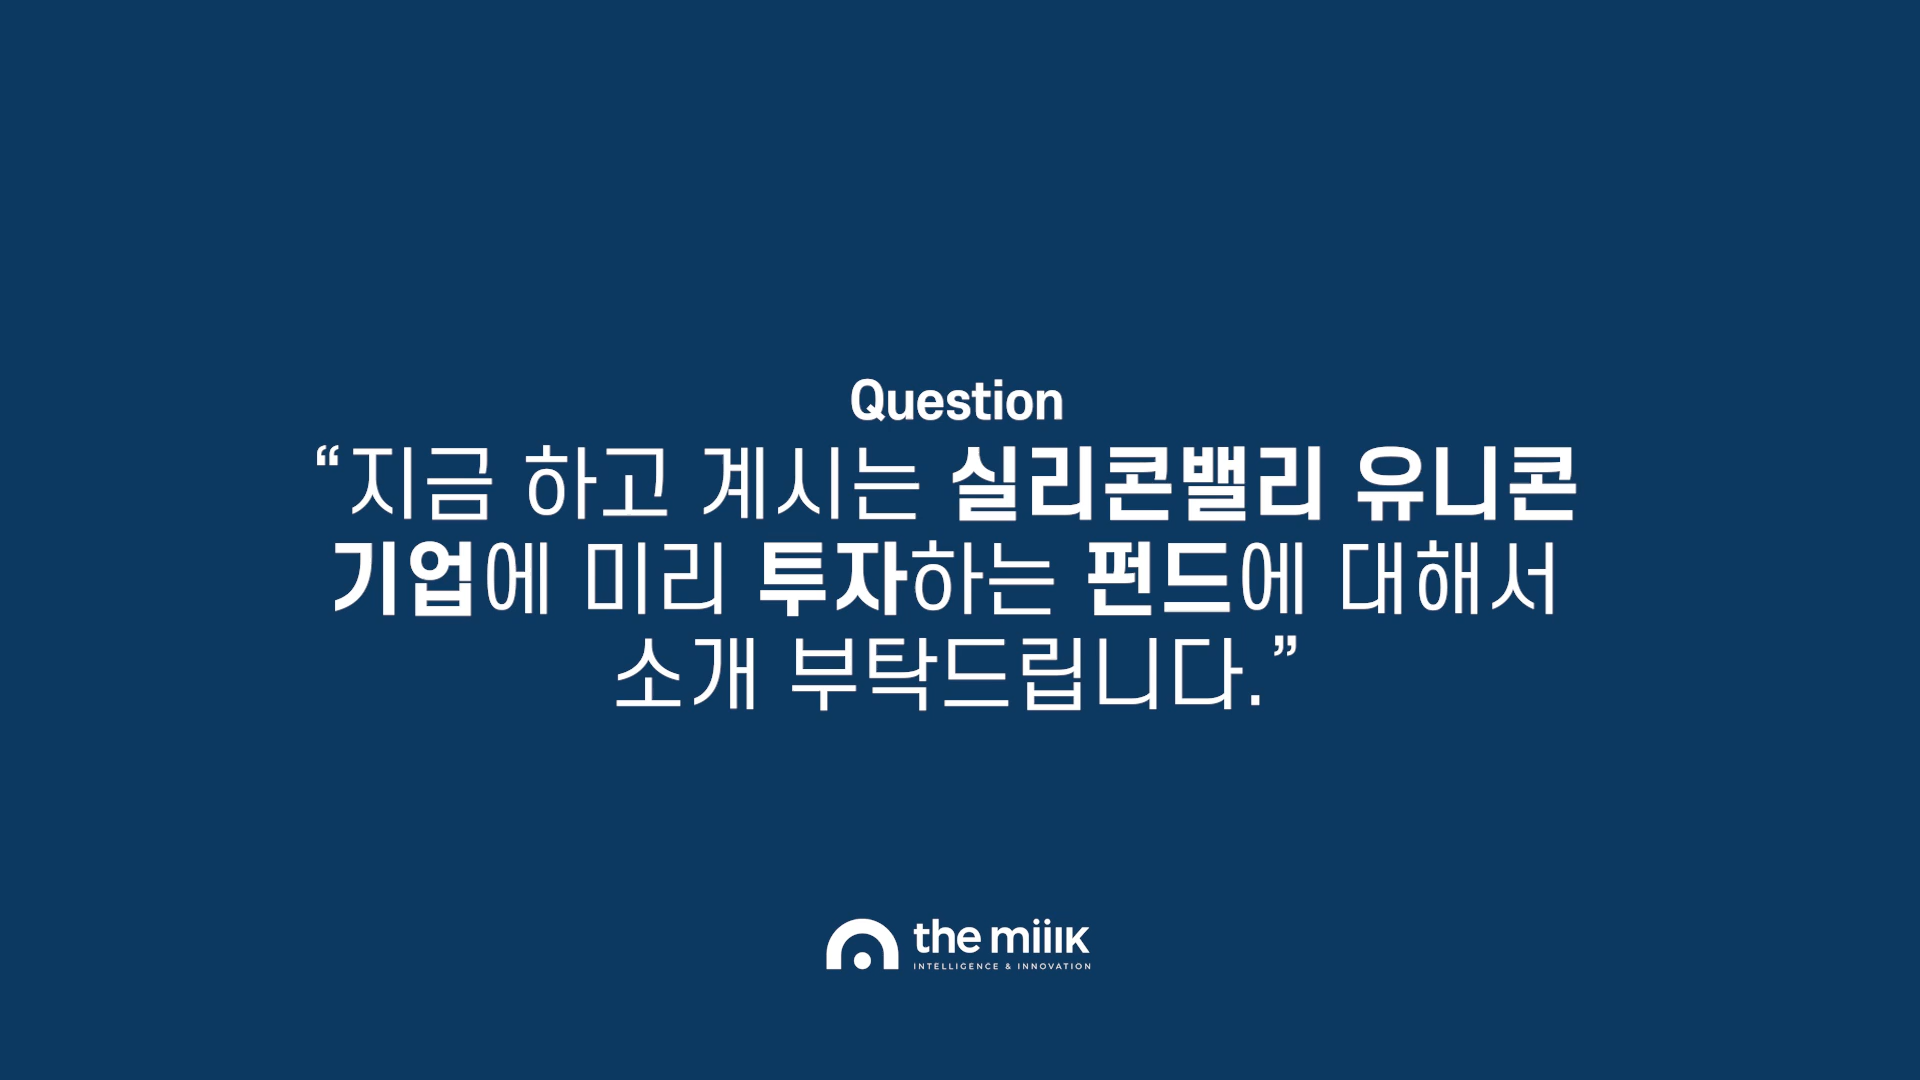 Question
“지금 하고 계시는 실리콘밸리 유니콘
기업에 미리 투자하는 펀드에 대해서
소개 부탁드립니다.”
the miilk
INTELLIGENCE & INNOVATION